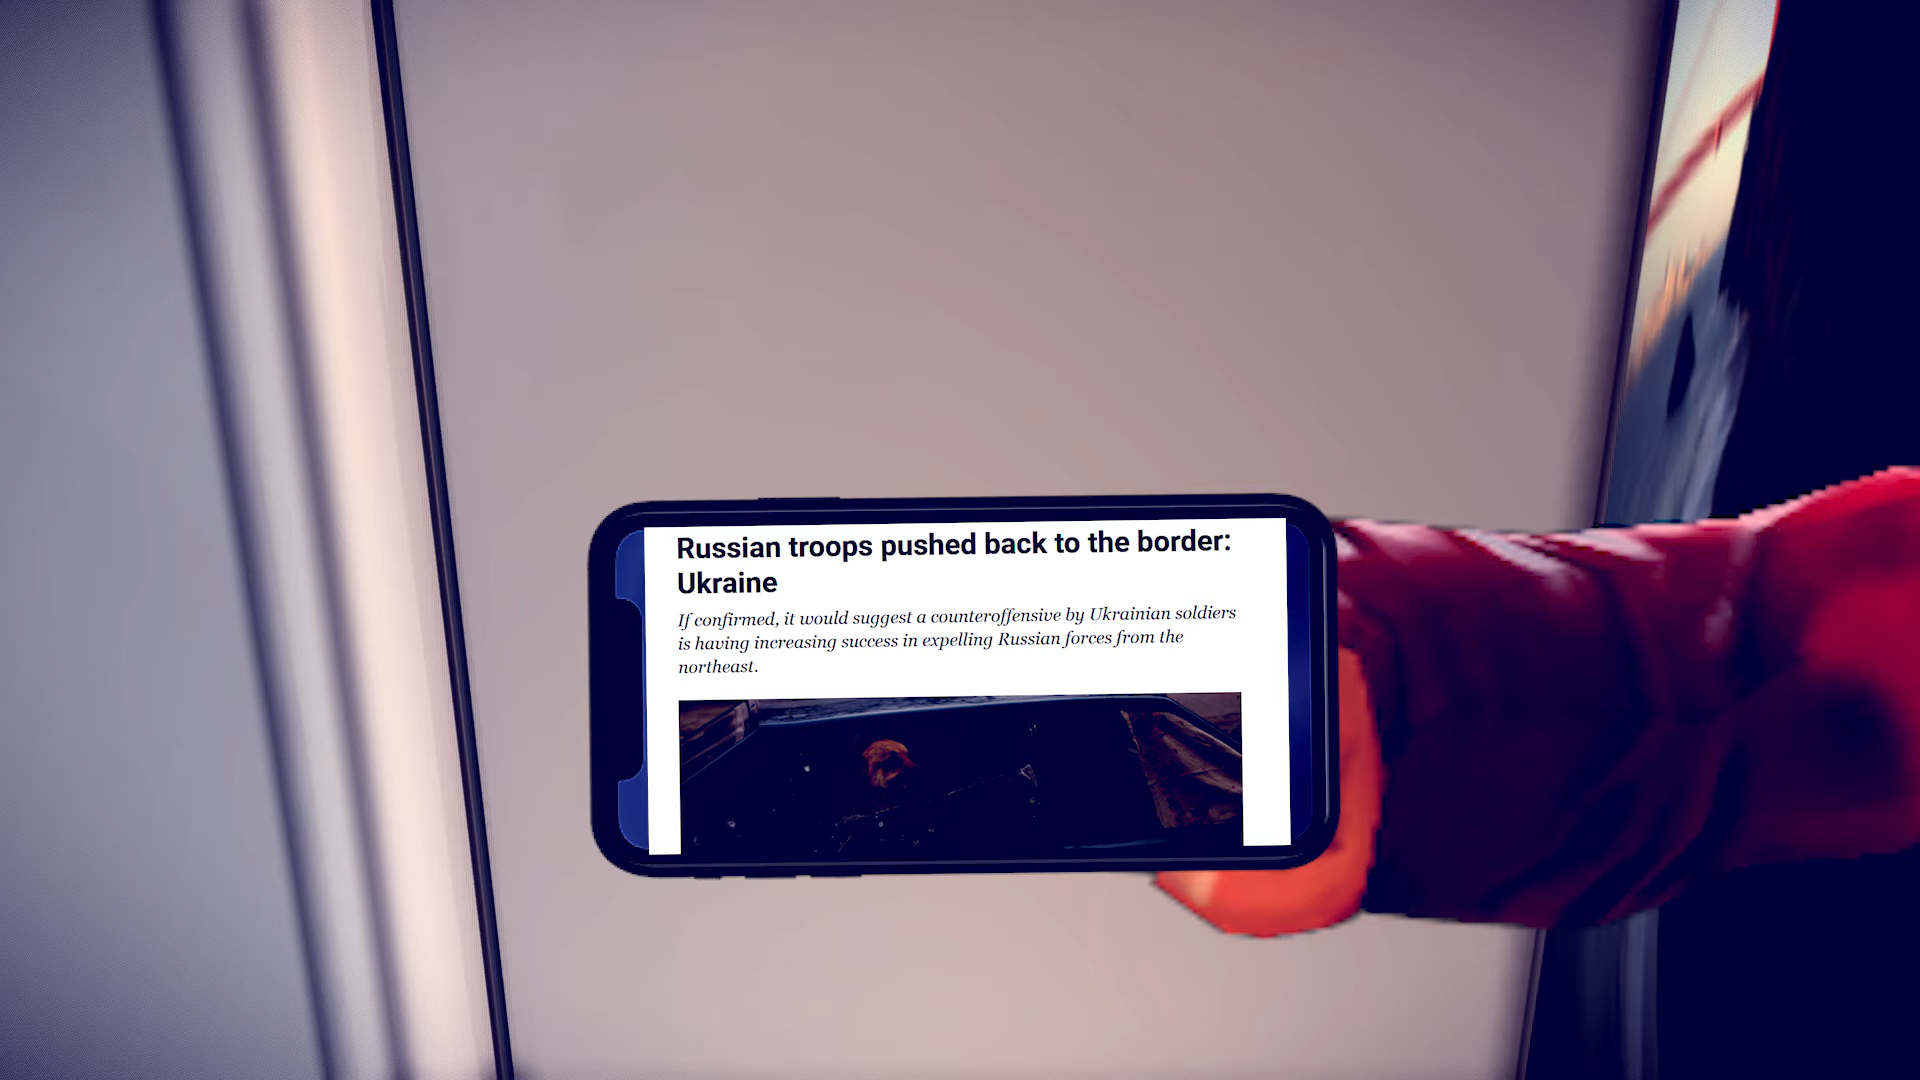 Russian troops pushed back to the border:
Ukraine
If confirmed, it would suggest a counteroffensive by Ukrainian soldiers
is having increasing success in expelling Russian forces from the
northeast.